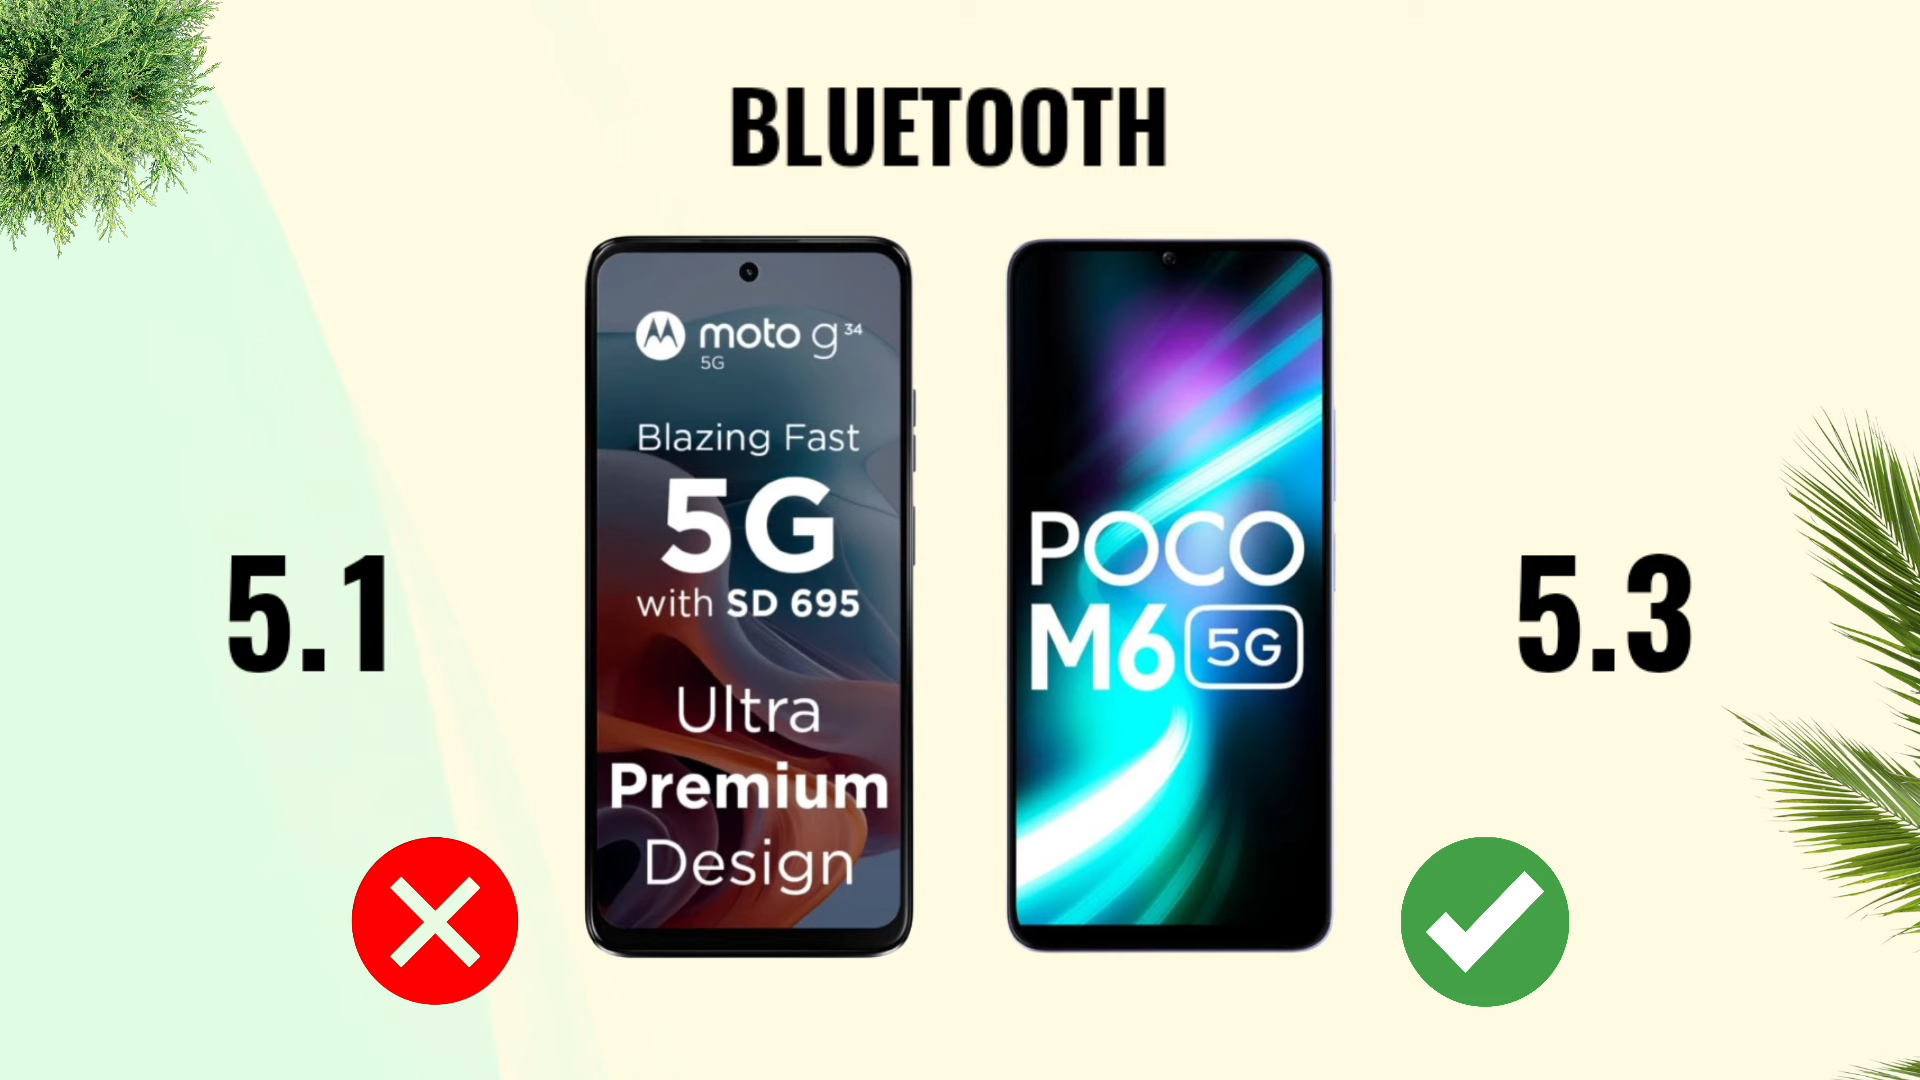 BLUETOOTH
moto g34
5G
Blazing Fast
5G
with SD 695
Ultra
Premium
Design
POCO
M6 5G
5.1
5.3